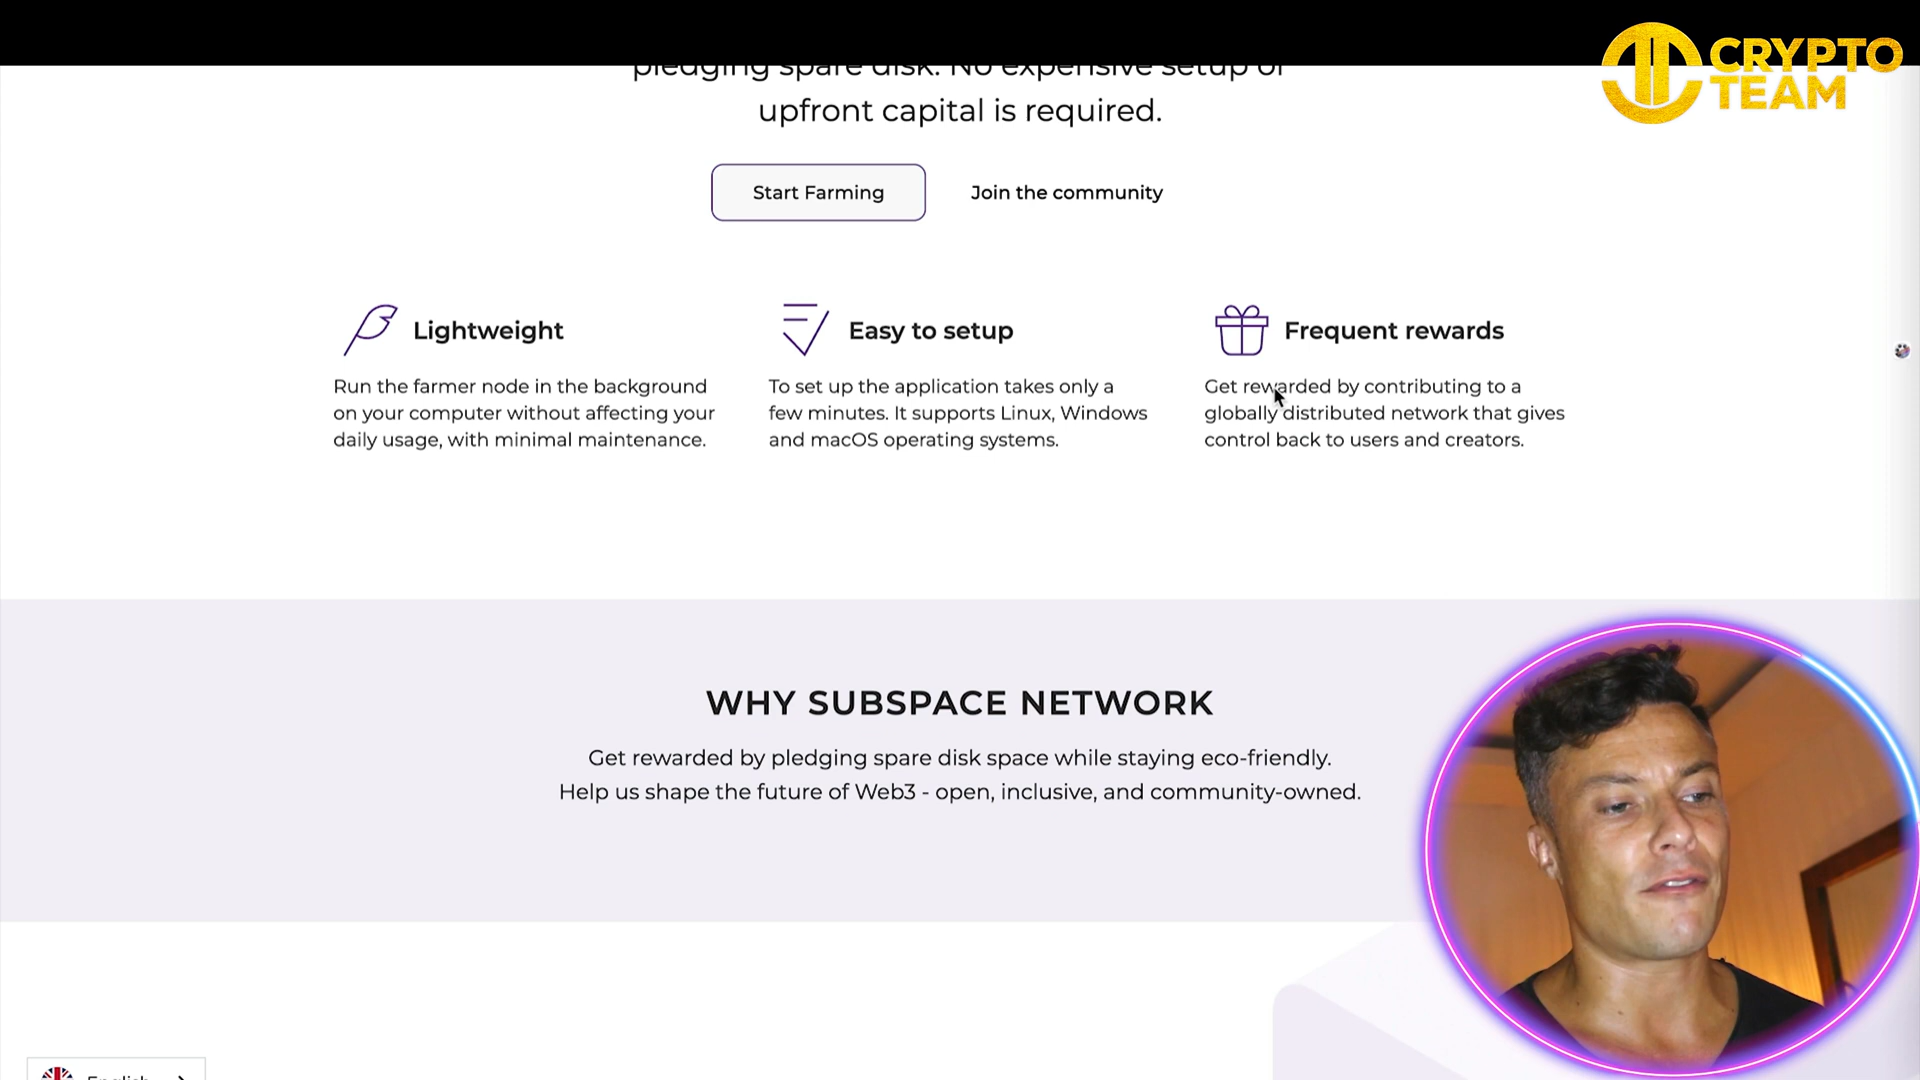 CRYPTO
TEAM
pledging spare disk. No expensive setup or
upfront capital is required.
Start Farming
Join the community
Lightweight
Run the farmer node in the background
on your computer without affecting your
daily usage, with minimal maintenance.
Easy to setup
To set up the application takes only a
few minutes. It supports Linux, Windows
and macOS operating systems.
Frequent rewards
Get rewarded by contributing to a
globally distributed network that gives
control back to users and creators.
WHY SUBSPACE NETWORK
Get rewarded by pledging spare disk space while staying eco-friendly.
Help us shape the future of Web3 - open, inclusive, and community-owned.
English